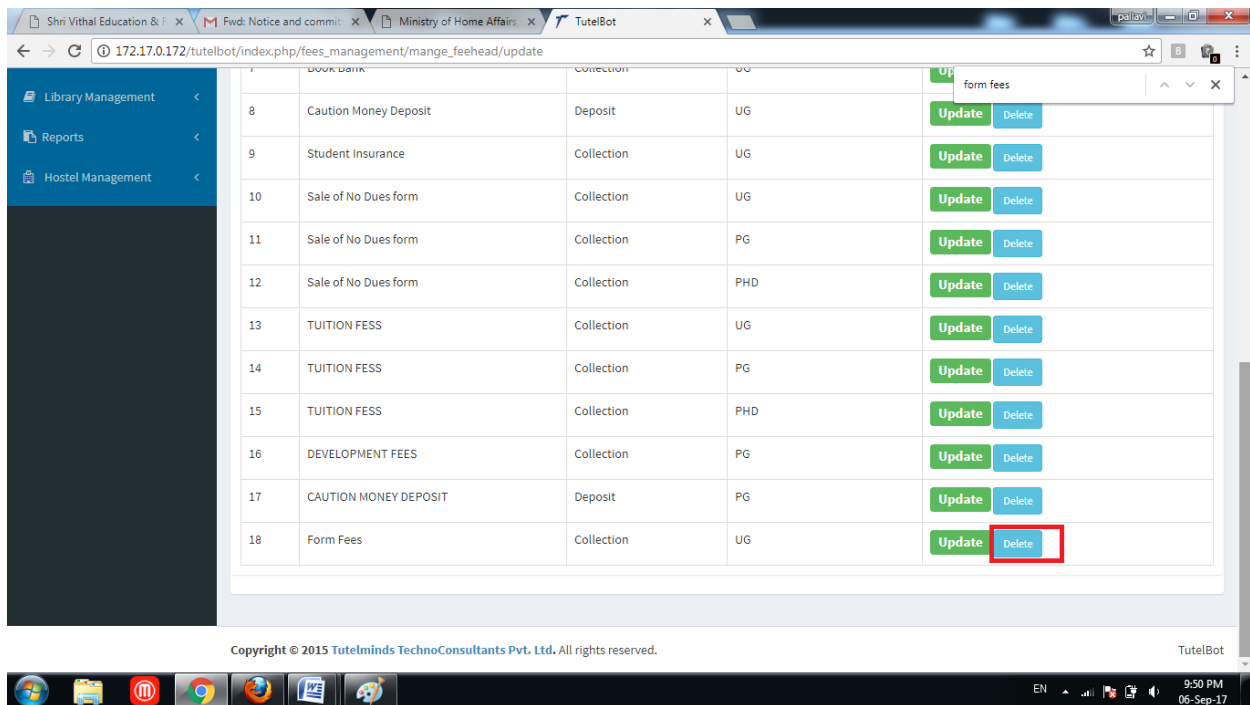 Shri Vithal Education & R
Fwd: Notice and commit
Ministry of Home Affairs
TutelBot
pallavi
172.17.0.172/tutelbot/index.php/fees_management/mange_feehead/update
form fees
Library Management
Reports
Hostel Management
7 Book Bank Collection UG Up
8 Caution Money Deposit Deposit UG Update Delete
9 Student Insurance Collection UG Update Delete
10 Sale of No Dues form Collection UG Update Delete
11 Sale of No Dues form Collection PG Update Delete
12 Sale of No Dues form Collection PHD Update Delete
13 TUITION FESS Collection UG Update Delete
14 TUITION FESS Collection PG Update Delete
15 TUITION FESS Collection PHD Update Delete
16 DEVELOPMENT FEES Collection PG Update Delete
17 CAUTION MONEY DEPOSIT Deposit PG Update Delete
18 Form Fees Collection UG Update Delete
Copyright © 2015 Tutelminds TechnoConsultants Pvt. Ltd. All rights reserved. TutelBot
EN 9:50 PM
06-Sep-17